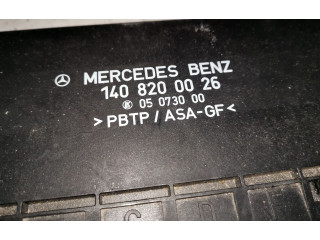 MERCEDES BENZ
140 820 00 26
05 0730 00
>PBTP/ASA-GF<